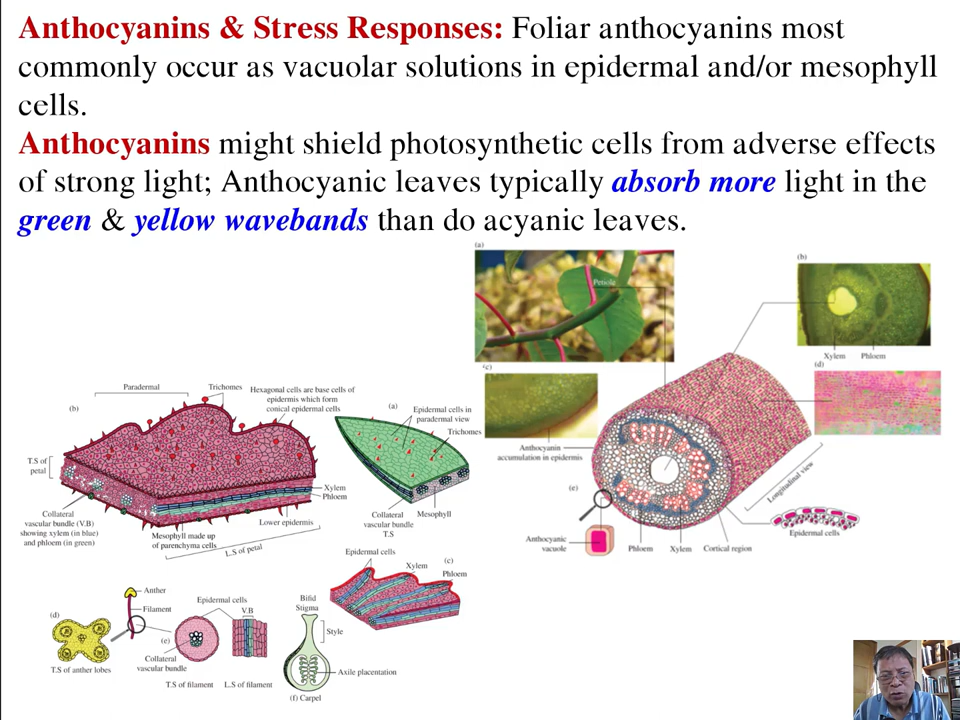 Anthocyanins & Stress Responses: Foliar anthocyanins most
commonly occur as vacuolar solutions in epidermal and/or mesophyll
cells.
Anthocyanins might shield photosynthetic cells from adverse effects
of strong light; Anthocyanic leaves typically absorb more light in the
green & yellow wavebands than do acyanic leaves.
(a)
Petiole
(b)
Xylem Phloem
(c)
(d)
Anthocyanin
accumulation in epidermis
(e)
Longitudinal view
Anthocyanic
vacuole
Phloem Xylem Cortical region
Epidermal cells
Paradermal
Trichomes
Hexagonal cells are base cells of
epidermis which form
conical epidermal cells
(b)
T.S of
petal
Xylem
Phloem
Collateral
vascular bundle (V.B)
showing xylem (in blue)
and phloem (in green)
Mesophyll made up
of parenchyma cells
Lower epidermis
L.S of petal
(a)
Epidermal cells in
paradermal view
Trichomes
Collateral
vascular bundle
T.S
Mesophyll
Epidermal cells
Xylem
(c)
Phloem
(d)
Anther
Filament
T.S of anther lobes
(e)
Epidermal cells
V.B
Collateral
vascular bundle
T.S of filament L.S of filament
Bifid
Stigma
Style
Axile placentation
(f) Carpel